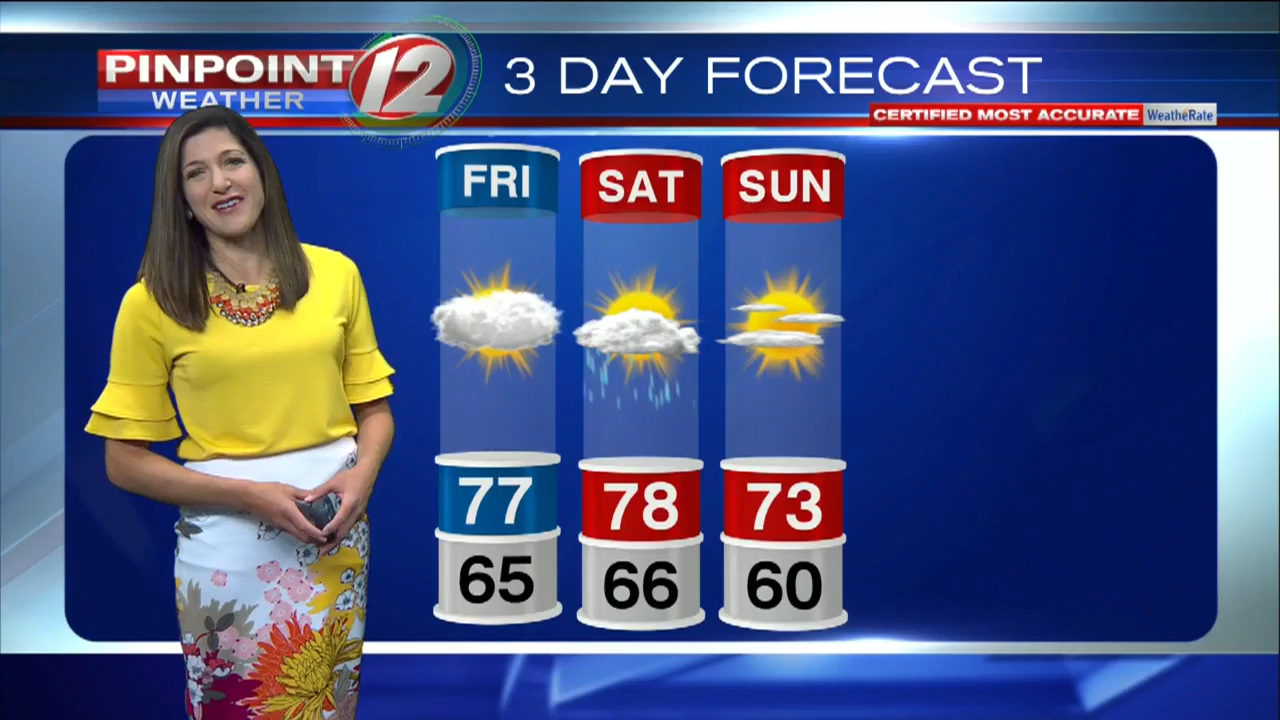 PINPOINT 12
WEATHER
3 DAY FORECAST
CERTIFIED MOST ACCURATE WeatheRate
FRI SAT SUN
77 78 73
65 66 60